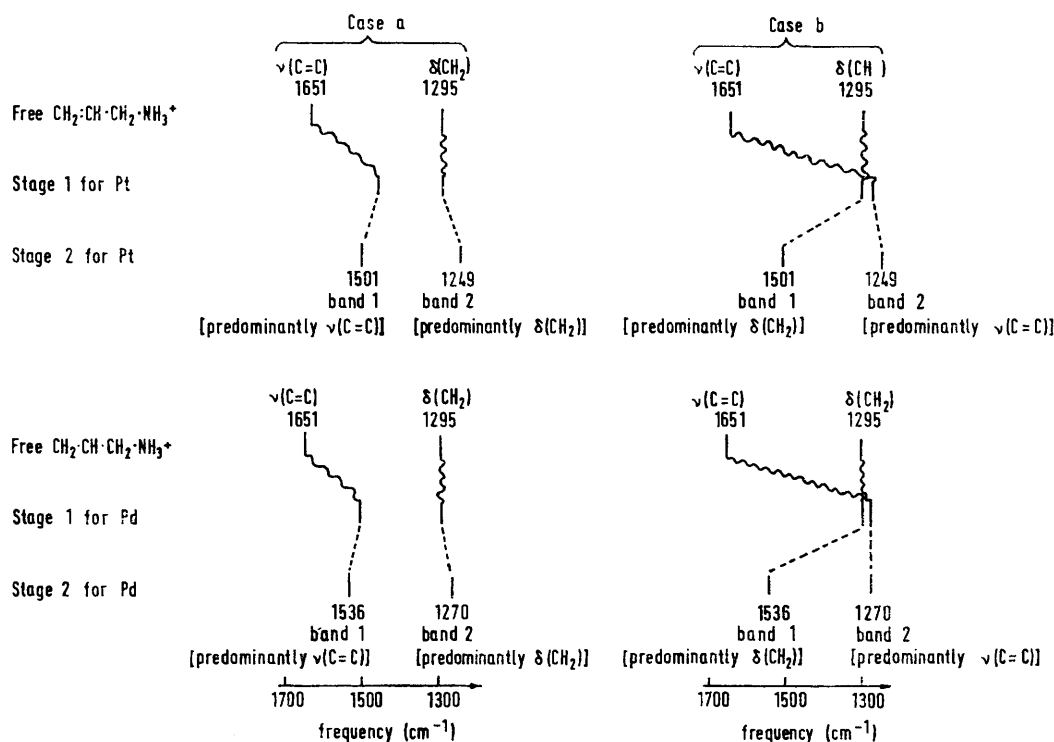 Case a
Case b
ν(C=C)
δ(CH₂)
ν(C=C)
δ(CH )
1651
1295
1651
1295
Free CH₂:CH·CH₂·NH₃⁺
Stage 1 for Pt
Stage 2 for Pt
1501
1249
1501
1249
band 1
band 2
band 1
band 2
[predominantly ν(C=C)]
[predominantly δ(CH₂)]
[predominantly δ(CH₂)]
[predominantly ν(C=C)]
ν(C=C)
δ(CH₂)
ν(C=C)
δ(CH₂)
1651
1295
1651
1295
Free CH₂·CH·CH₂·NH₃⁺
Stage 1 for Pd
Stage 2 for Pd
1536
1270
1536
1270
band 1
band 2
band 1
band 2
[predominantly ν(C=C)]
[predominantly δ(CH₂)]
[predominantly δ(CH₂)]
[predominantly ν(C=C)]
1700
1500
1300
1700
1500
1300
frequency (cm⁻¹)
frequency (cm⁻¹)